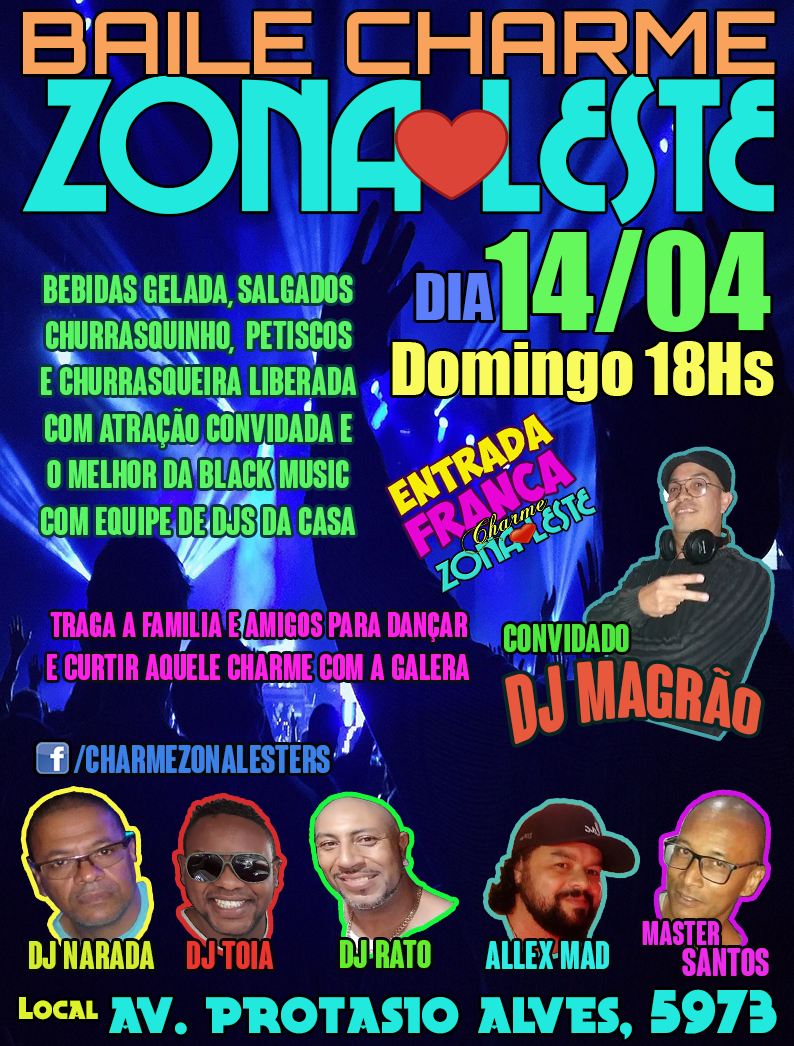 BAILE CHARME
ZONA LESTE
DIA 14/04
Domingo 18Hs
BEBIDAS GELADA, SALGADOS
CHURRASQUINHO, PETISCOS
E CHURRASQUEIRA LIBERADA
COM ATRAÇÃO CONVIDADA E
O MELHOR DA BLACK MUSIC
COM EQUIPE DE DJS DA CASA
ENTRADA
FRANCA
Charme
ZONA LESTE
TRAGA A FAMILIA E AMIGOS PARA DANÇAR
E CURTIR AQUELE CHARME COM A GALERA
CONVIDADO
DJ MAGRÃO
f /CHARMEZONALESTERS
DJ NARADA
DJ TOIA
DJ RATO
ALLEX MAD
MASTER
SANTOS
LOCAL AV. PROTASIO ALVES, 5973